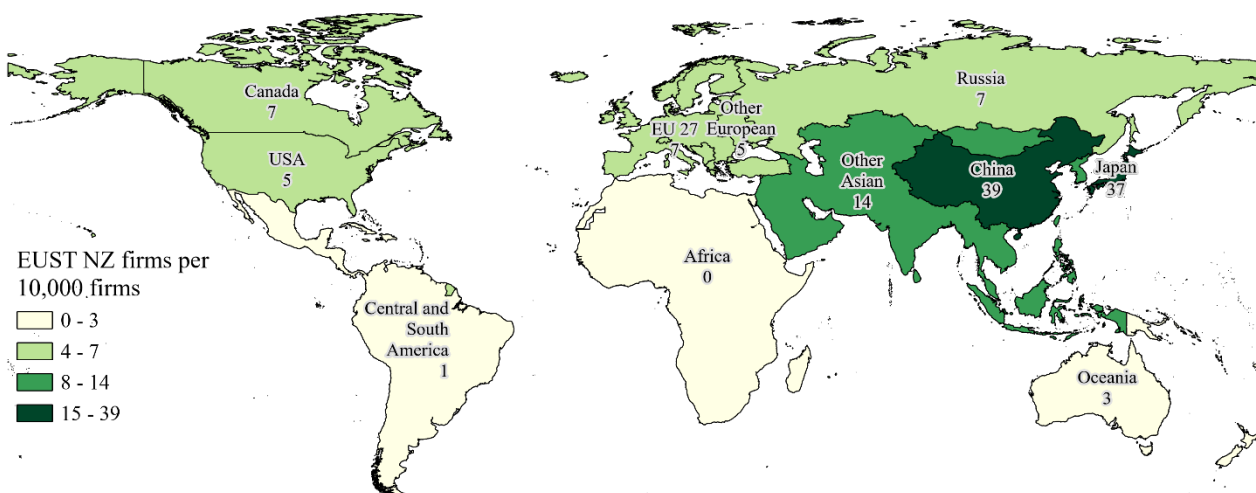 Canada
7
USA
5
EU 27
7
Other
European
5
Russia
7
Other
Asian
14
China
39
Japan
37
Africa
0
Central and
South
America
1
Oceania
3
EUST NZ firms per
10,000 firms
0 - 3
4 - 7
8 - 14
15 - 39